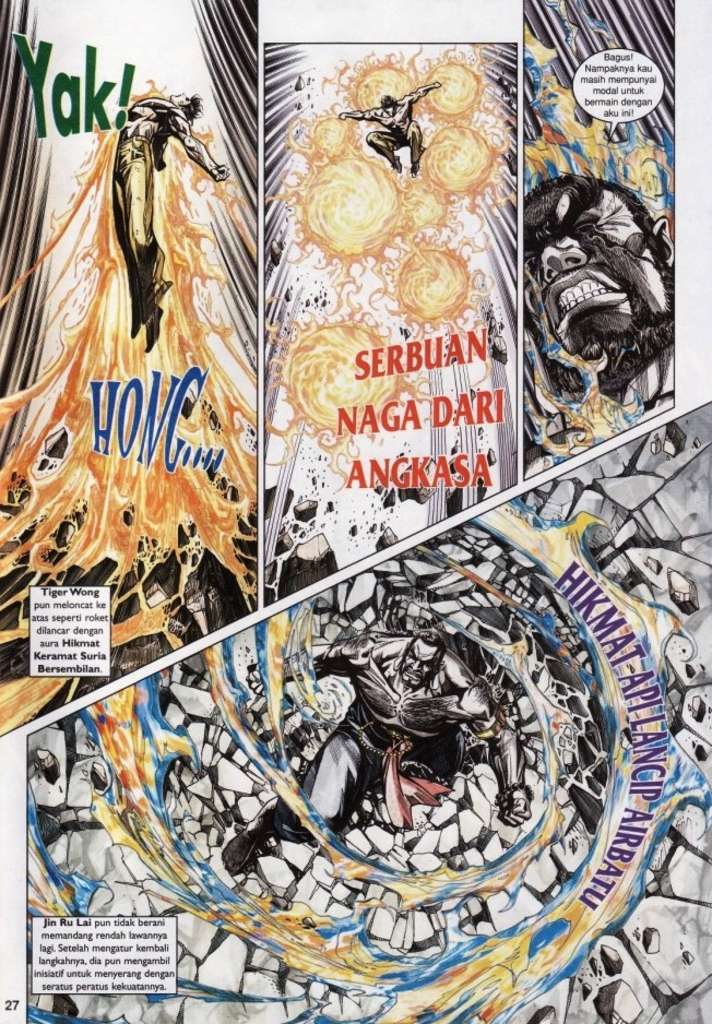 Yak!
HONG.....
Tiger Wong
pun meloncat ke
atas seperti roket
dilancar dengan
aura Hikmat
Keramat Suria
Bersembilan.
SERBUAN
NAGA DARI
ANGKASA
Bagus!
Nampaknya kau
masih mempunyai
modal untuk
bermain dengan
aku ini!
HIKMAT API LANCIP AIRBATU
Jin Ru Lai pun tidak berani
memandang rendah lawannya
lagi. Setelah mengatur kembali
langkahnya, dia pun mengambil
inisiatif untuk menyerang dengan
seratus peratus kekuatannya.
27